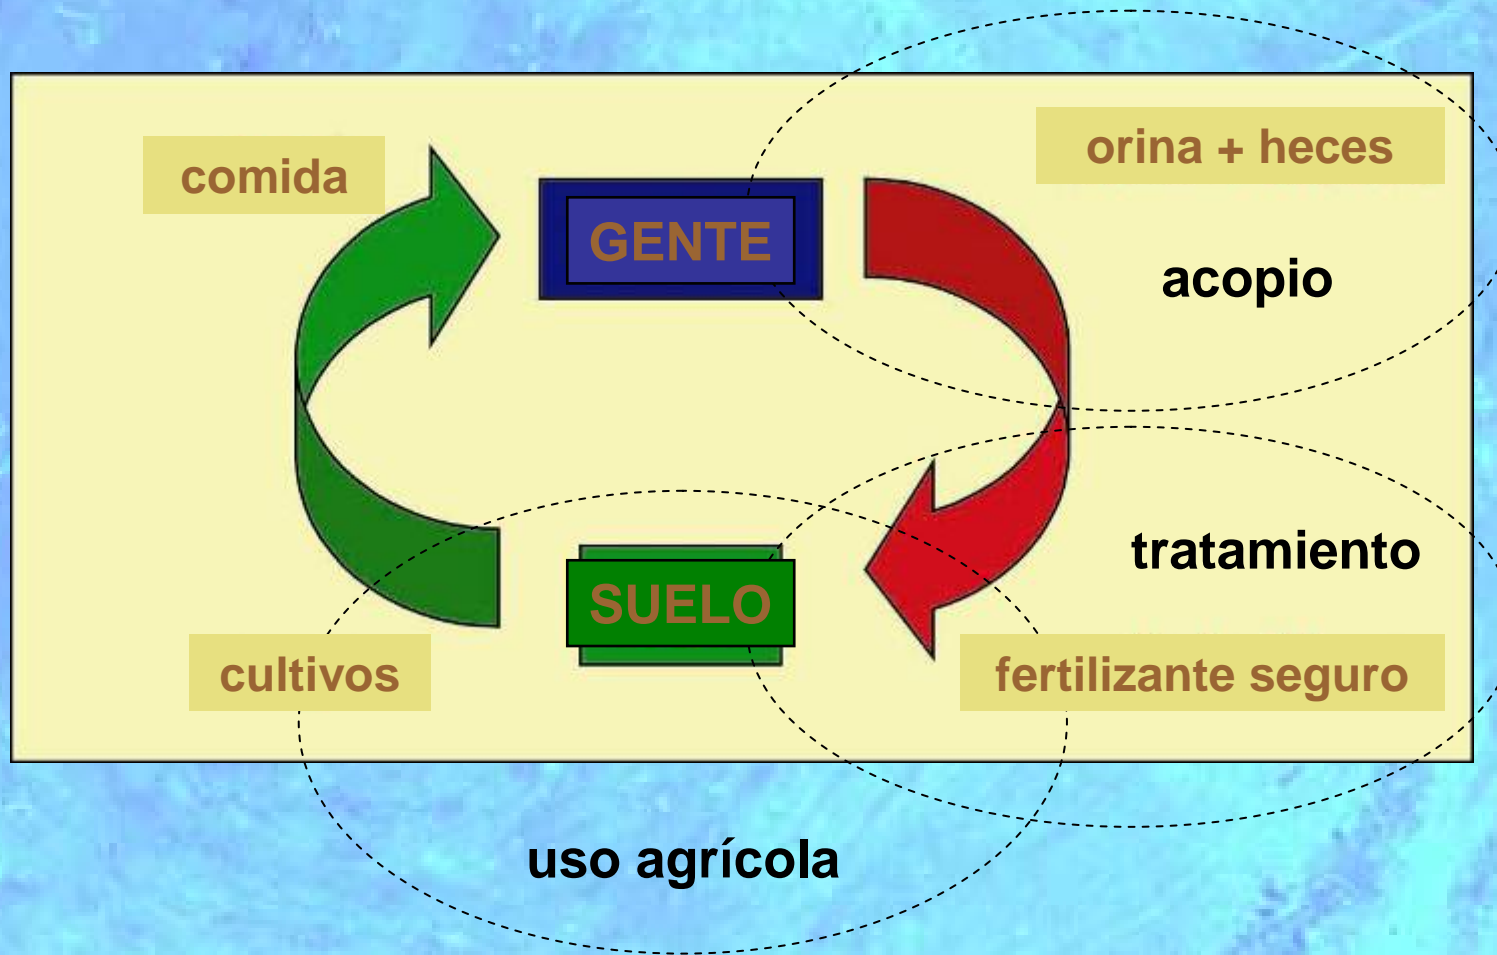 orina + heces
comida
GENTE
acopio
tratamiento
SUELO
cultivos
fertilizante seguro
uso agrícola